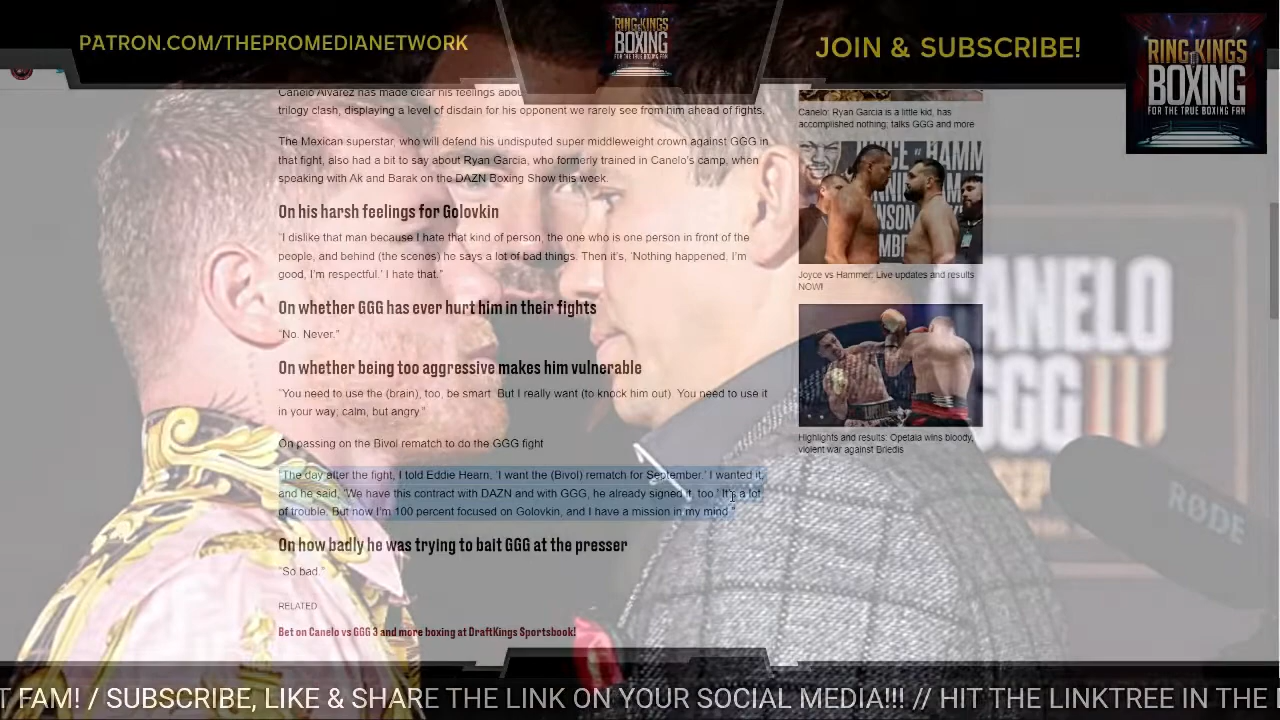 PATRON.COM/THEPROMEDIANETWORK
RING KINGS
BOXING
FOR THE TRUE BOXING FAN
JOIN & SUBSCRIBE!
RING KINGS
BOXING
FOR THE TRUE BOXING FAN
Canelo Alvarez has made clear his feelings abou
trilogy clash, displaying a level of disdain for his opponent we rarely see from him ahead of fights.
The Mexican superstar, who will defend his undisputed super middleweight crown against GGG in
that fight, also had a bit to say about Ryan Garcia, who formerly trained in Canelo's camp, when
speaking with Ak and Barak on the DAZN Boxing Show this week.
On his harsh feelings for Golovkin
"I dislike that man because I hate that kind of person, the one who is one person in front of the
people, and behind (the scenes) he says a lot of bad things. Then it's, 'Nothing happened, I'm
good, I'm respectful.' I hate that."
On whether GGG has ever hurt him in their fights
"No. Never."
On whether being too aggressive makes him vulnerable
"You need to use the (brain), too, be smart. But I really want (to knock him out). You need to use it
in your way; calm, but angry."
On passing on the Bivol rematch to do the GGG fight
"The day after the fight, I told Eddie Hearn, 'I want the (Bivol) rematch for September.' I wanted it,
and he said, 'We have this contract with DAZN and with GGG, he already signed it, too.' It's a lot
of trouble. But now I'm 100 percent focused on Golovkin, and I have a mission in my mind."
On how badly he was trying to bait GGG at the presser
"So bad."
RELATED
Bet on Canelo vs GGG 3 and more boxing at DraftKings Sportsbook!
Canelo: Ryan Garcia is a little kid, has
accomplished nothing; talks GGG and more
Joyce vs Hammer: Live updates and results
NOW!
Highlights and results: Opetaia wins bloody,
violent war against Briedis
CANELO
GGG III
RØDE
T FAM! / SUBSCRIBE, LIKE & SHARE THE LINK ON YOUR SOCIAL MEDIA!!! // HIT THE LINKTREE IN THE